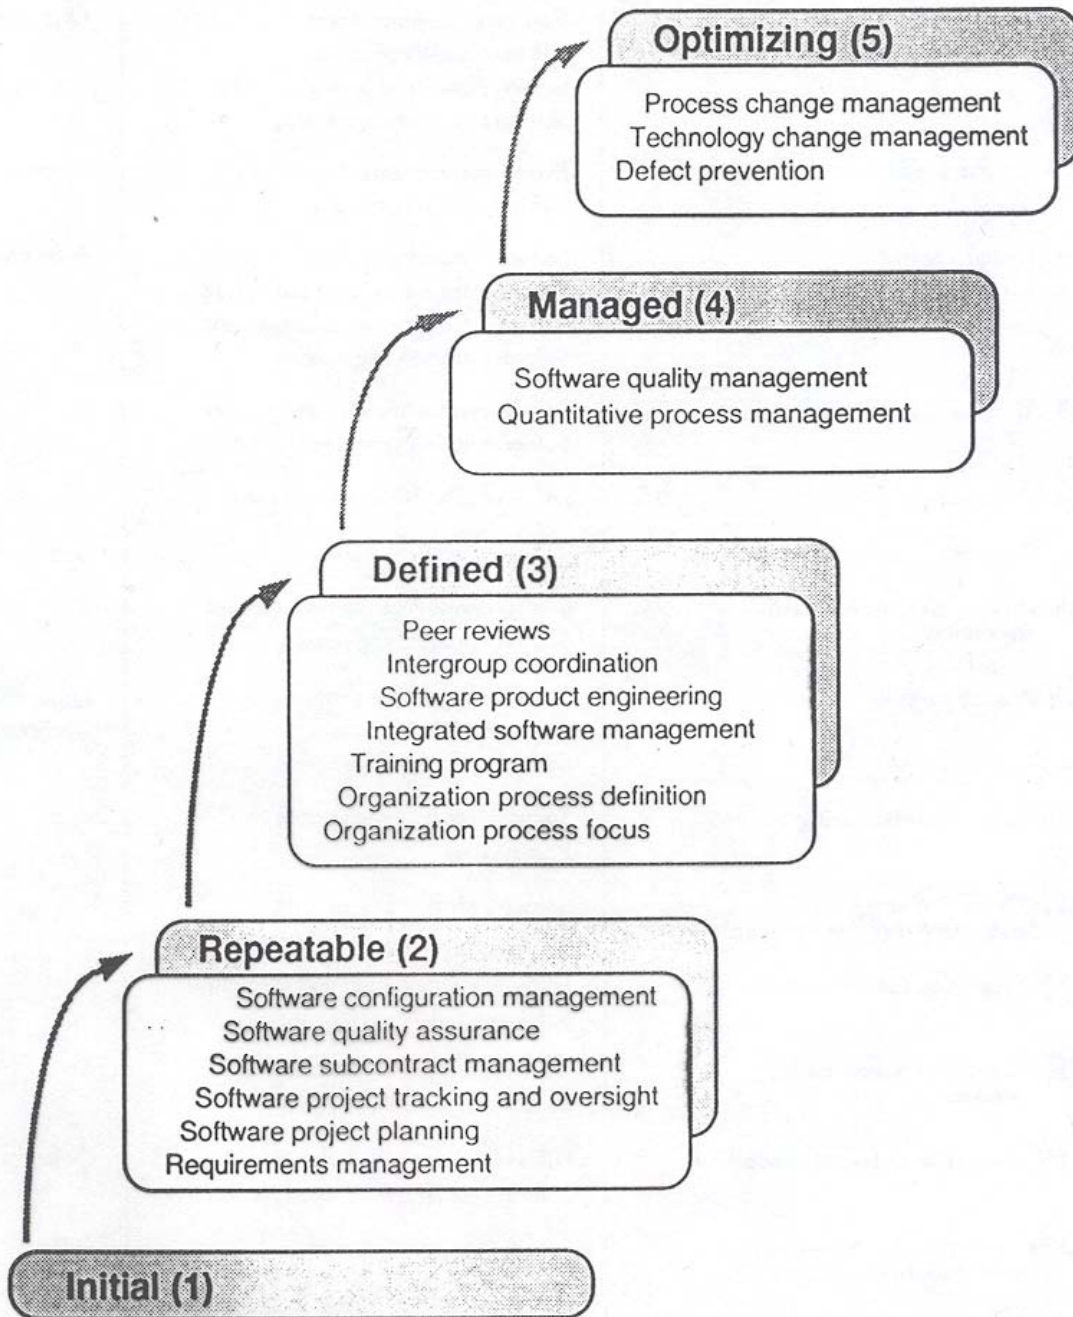 Optimizing (5)
Process change management
Technology change management
Defect prevention
Managed (4)
Software quality management
Quantitative process management
Defined (3)
Peer reviews
Intergroup coordination
Software product engineering
Integrated software management
Training program
Organization process definition
Organization process focus
Repeatable (2)
Software configuration management
Software quality assurance
Software subcontract management
Software project tracking and oversight
Software project planning
Requirements management
Initial (1)